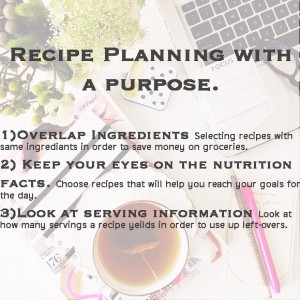 Recipe Planning with
a purpose.
1)Overlap Ingredients Selecting recipes with
same ingredients in order to save money on groceries.
2) Keep your eyes on the nutrition
facts. Choose recipes that will help you reach your goals for
the day.
3)Look at serving information Look at
how many servings a recipe yelids in order to use up left-overs.